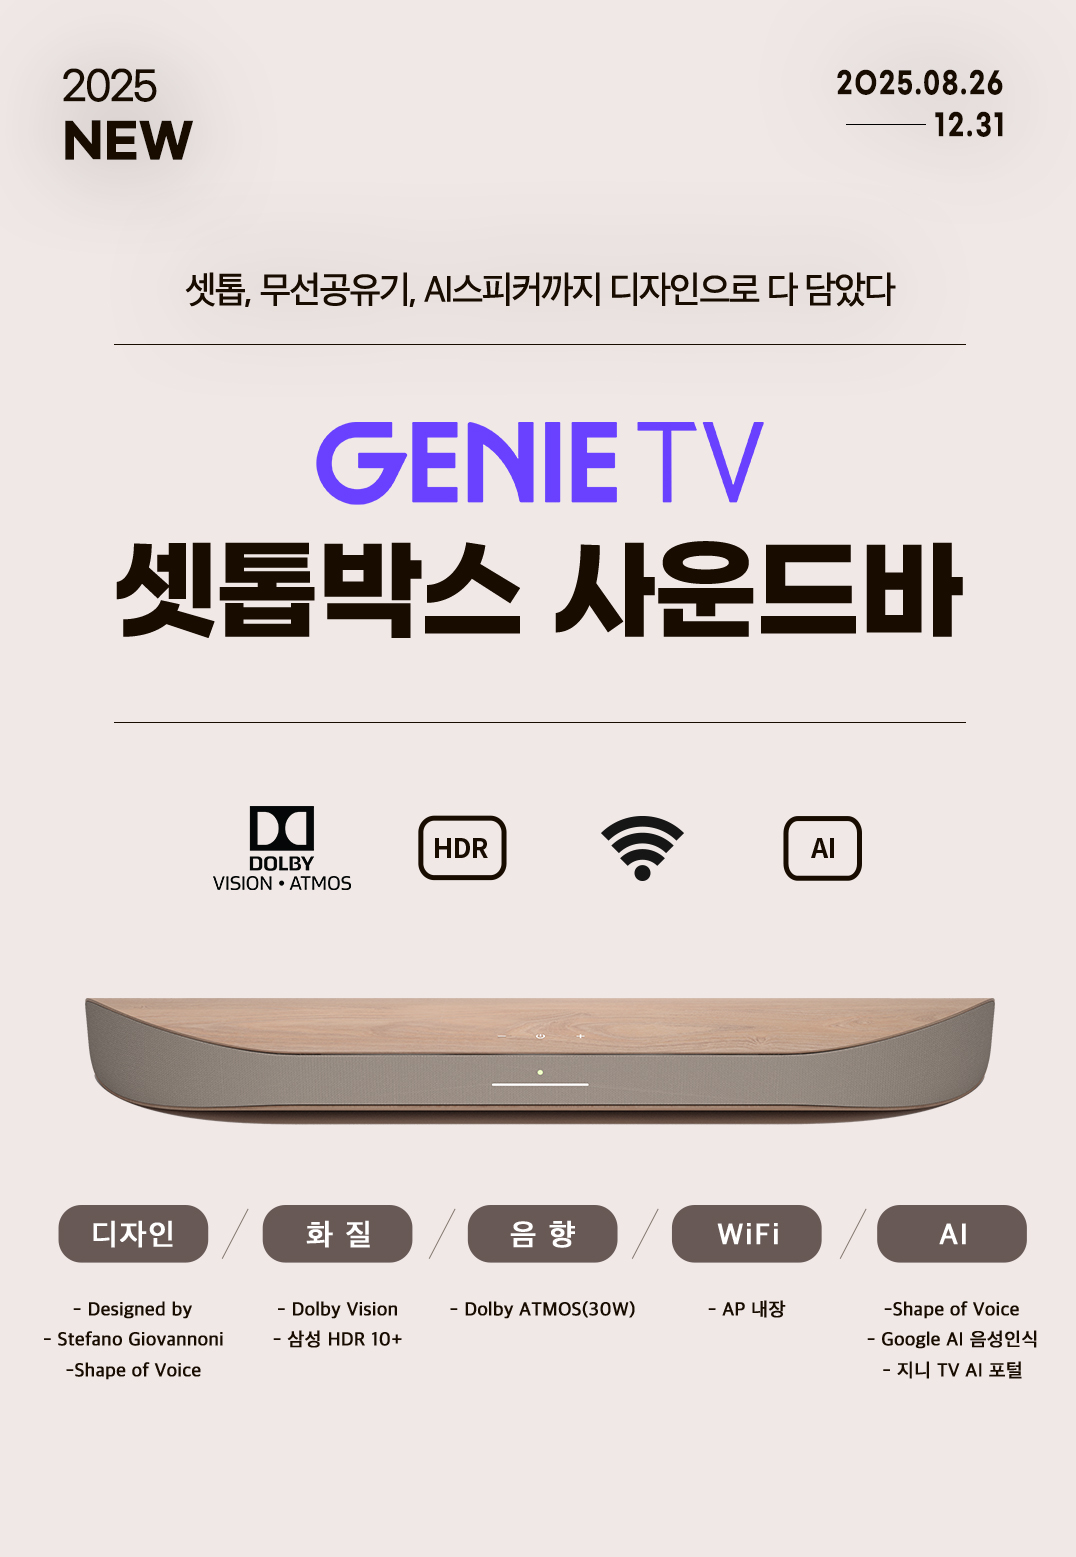 2025
NEW
2025.08.26
12.31
셋톱, 무선공유기, AI스피커까지 디자인으로 다 담았다
GENIE TV
셋톱박스 사운드바
DOLBY
VISION • ATMOS
HDR
AI
디자인
화 질
음 향
WiFi
AI
- Designed by
- Stefano Giovannoni
-Shape of Voice
- Dolby Vision
- 삼성 HDR 10+
- Dolby ATMOS(30W)
- AP 내장
-Shape of Voice
- Google AI 음성인식
- 지니 TV AI 포털